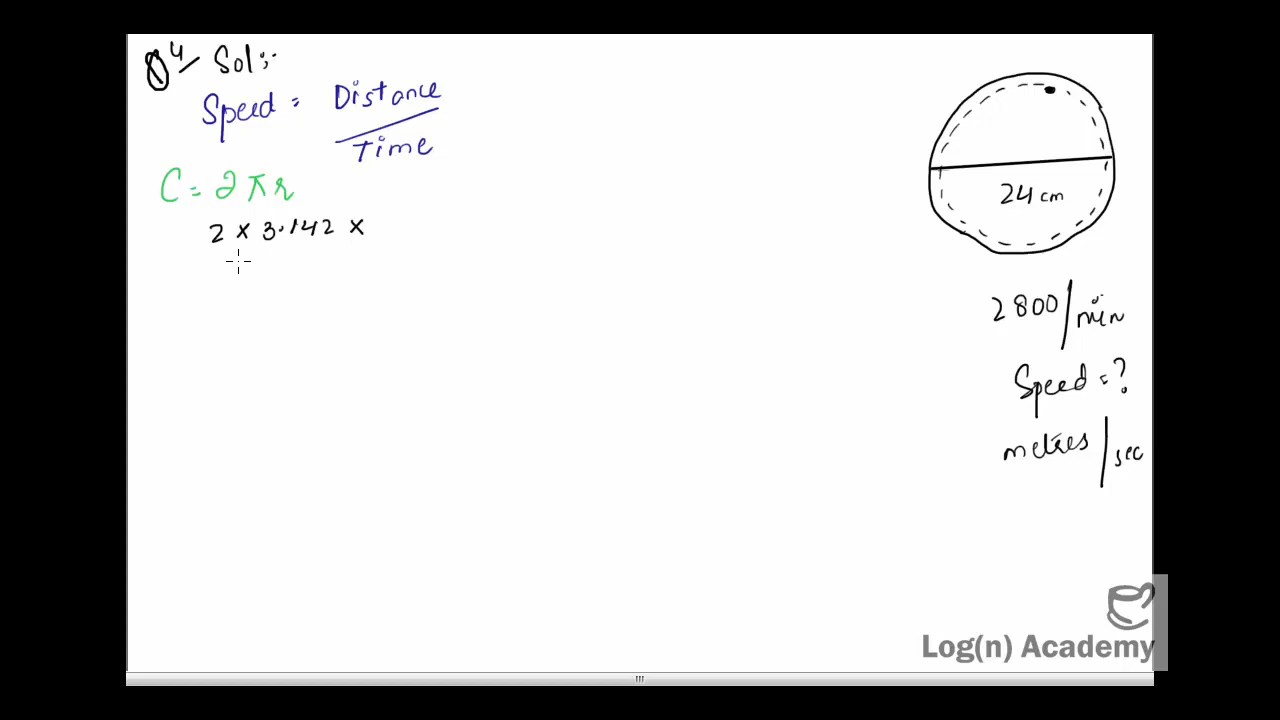 Q4/ Sol:-
Speed = Distance / Time
C = 2πr
2 × 3.142 ×
24 cm
2800/min
Speed = ?
metres/sec
Log(n) Academy